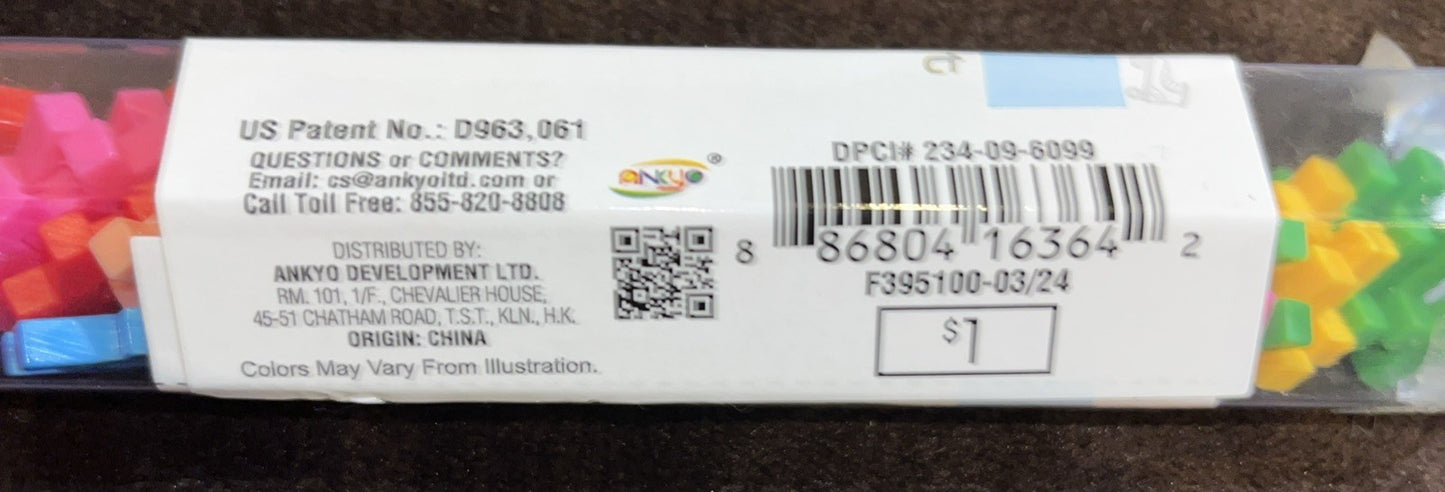 US Patent No.: D963,061
QUESTIONS or COMMENTS?
Email: cs@ankyoltd.com or
Call Toll Free: 855-820-8808
ANKYO®
DISTRIBUTED BY:
ANKYO DEVELOPMENT LTD.
RM. 101, 1/F., CHEVALIER HOUSE,
45-51 CHATHAM ROAD, T.S.T., KLN., H.K.
ORIGIN: CHINA
Colors May Vary From Illustration.
DPCI# 234-09-6099
8 86804 16364 2
F395100-03/24
$1